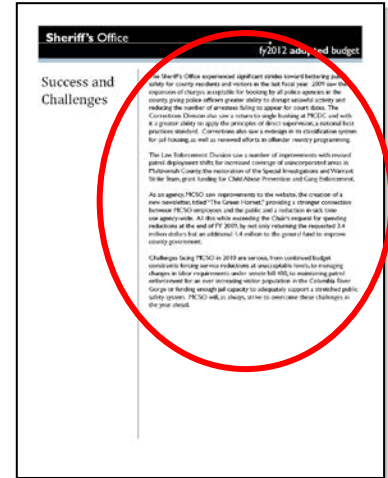 Sheriff's Office
fy2012 adopted budget
Success and
Challenges
The Sheriff's Office experienced significant strides toward bettering pub
safety for county residents and visitors in the last fiscal year. 2009 saw the
expansion of charges acceptable for booking by all police agencies in the
county, giving police officers greater ability to disrupt unlawful activity and
reducing the number of arrestees failing to appear for court dates. The
Corrections Division also saw a return to single bunking at MCDC and with
it a greater ability to apply the principles of direct supervision, a national best
practices standard. Corrections also saw a redesign in its classification system
for jail housing, as well as renewed efforts in offender reentry programming.
The Law Enforcement Division saw a number of improvements with revised
patrol deployment shifts for increased coverage of unincorporated areas in
Multnomah County, the restoration of the Special Investigations and Warrant
Strike Team, grant funding for Child Abuse Prevention and Gang Enforcement.
As an agency, MCSO saw improvements to the website, the creation of a
new newsletter, titled "The Green Hornet," providing a stronger connection
between MCSO employees and the public and a reduction in sick time
use agency-wide. All this while exceeding the Chair's request for spending
reductions at the end of FY 2009, by not only returning the requested 3.4
million dollars but an additional 1.4 million to the general fund to improve
county government.
Challenges facing MCSO in 2010 are serious, from continued budget
constraints forcing service reductions at unacceptable levels, to managing
changes in labor requirements under senate bill 400, to maintaining patrol
enforcement for an ever increasing visitor population in the Columbia River
Gorge or funding enough jail capacity to adequately support a stretched public
safety system. MCSO will, as always, strive to overcome these challenges in
the year ahead.